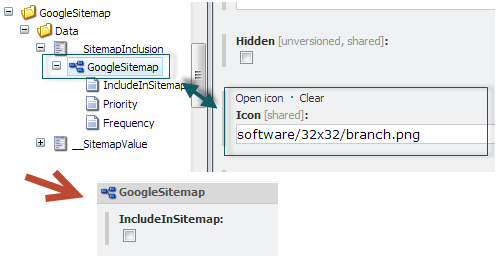 GoogleSitemap
Data
__SitemapInclusion
GoogleSitemap
IncludeInSitemap
Priority
Frequency
__SitemapValue
Hidden [unversioned, shared]:
Open icon · Clear
Icon [shared]:
software/32x32/branch.png
GoogleSitemap
IncludeInSitemap: